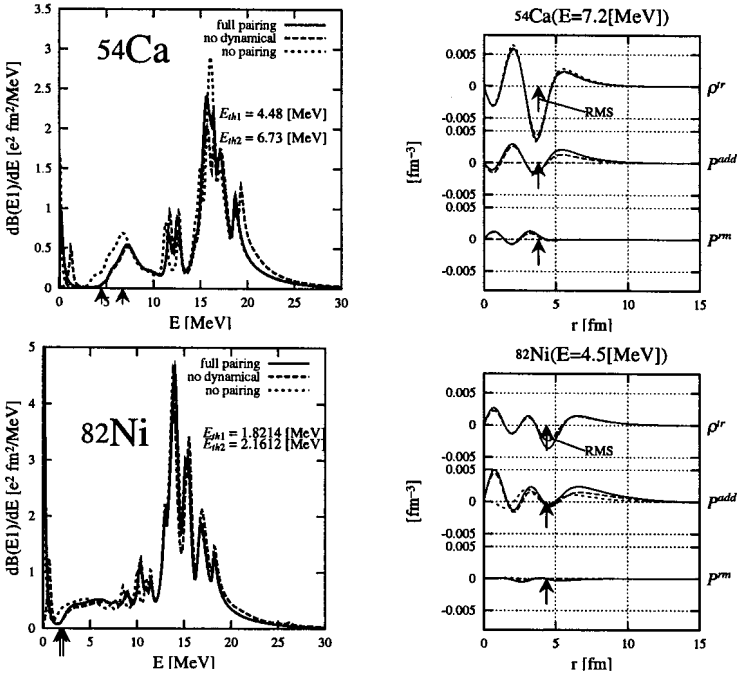 3.5
3
2.5
2
1.5
1
0.5
0
dB(E1)/dE [e² fm²/MeV]
full pairing
no dynamical
no pairing
⁵⁴Ca
E_th1 = 4.48 [MeV]
E_th2 = 6.73 [MeV]
0 5 10 15 20 25 30
E [MeV]
⁵⁴Ca(E=7.2[MeV])
0.005
0
0.005
0
-0.005
0.005
0
-0.005
[fm⁻³]
RMS
ρ^tr
P^add
P^rm
0 5 10 15
r [fm]
5
4
3
2
1
0
dB(E1)/dE [e² fm²/MeV]
full pairing
no dynamical
no pairing
⁸²Ni
E_th1 = 1.8214 [MeV]
E_th2 = 2.1612 [MeV]
0 5 10 15 20 25 30
E [MeV]
⁸²Ni(E=4.5[MeV])
0.005
0
-0.005
0.005
0
-0.005
0.005
0
-0.005
[fm⁻³]
RMS
ρ^tr
P^add
P^rm
0 5 10 15
r [fm]